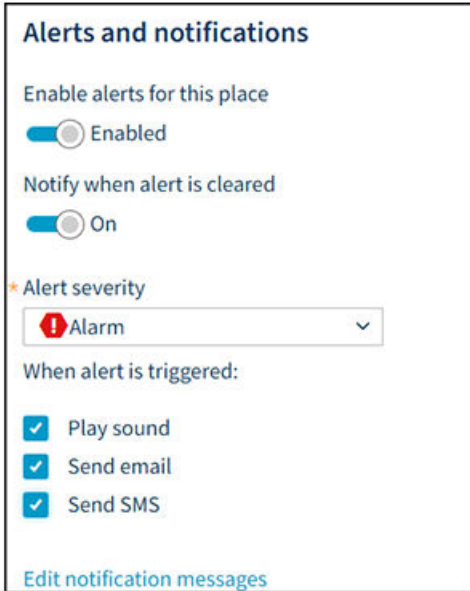 Alerts and notifications
Enable alerts for this place
Enabled
Notify when alert is cleared
On
* Alert severity
Alarm
When alert is triggered:
Play sound
Send email
Send SMS
Edit notification messages